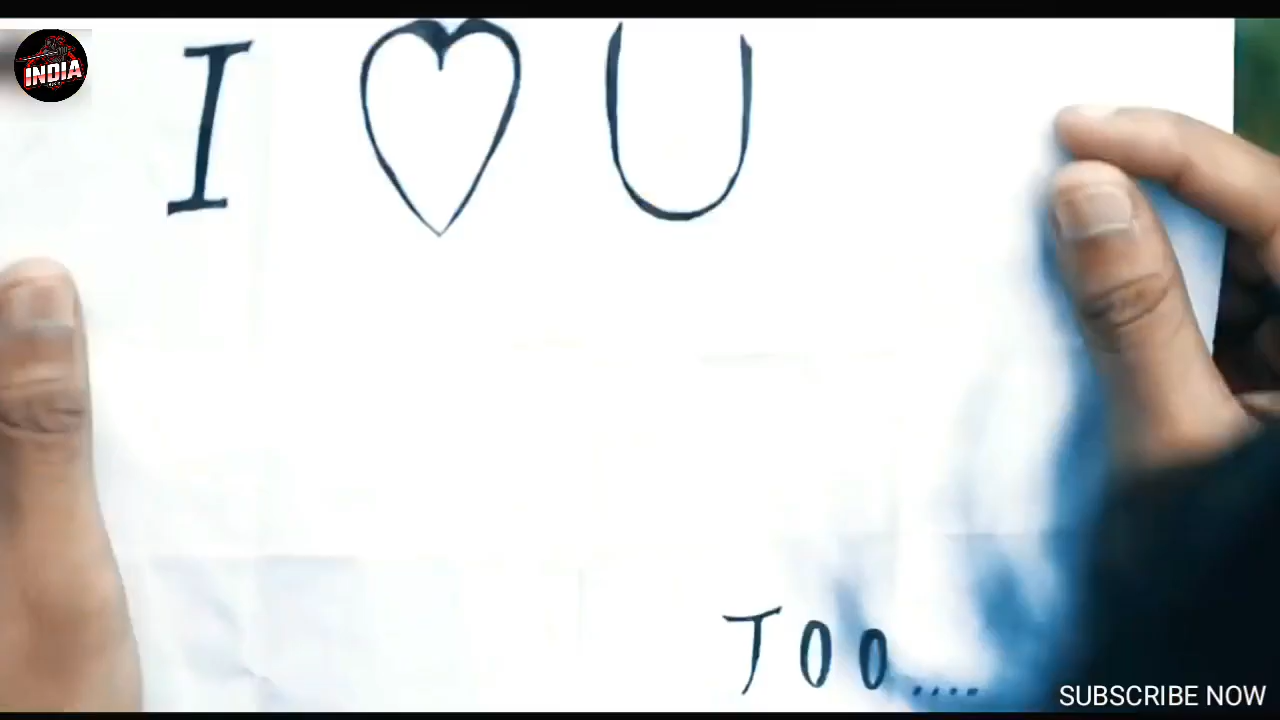 INDIA
I ♡ U
TOO....
SUBSCRIBE NOW